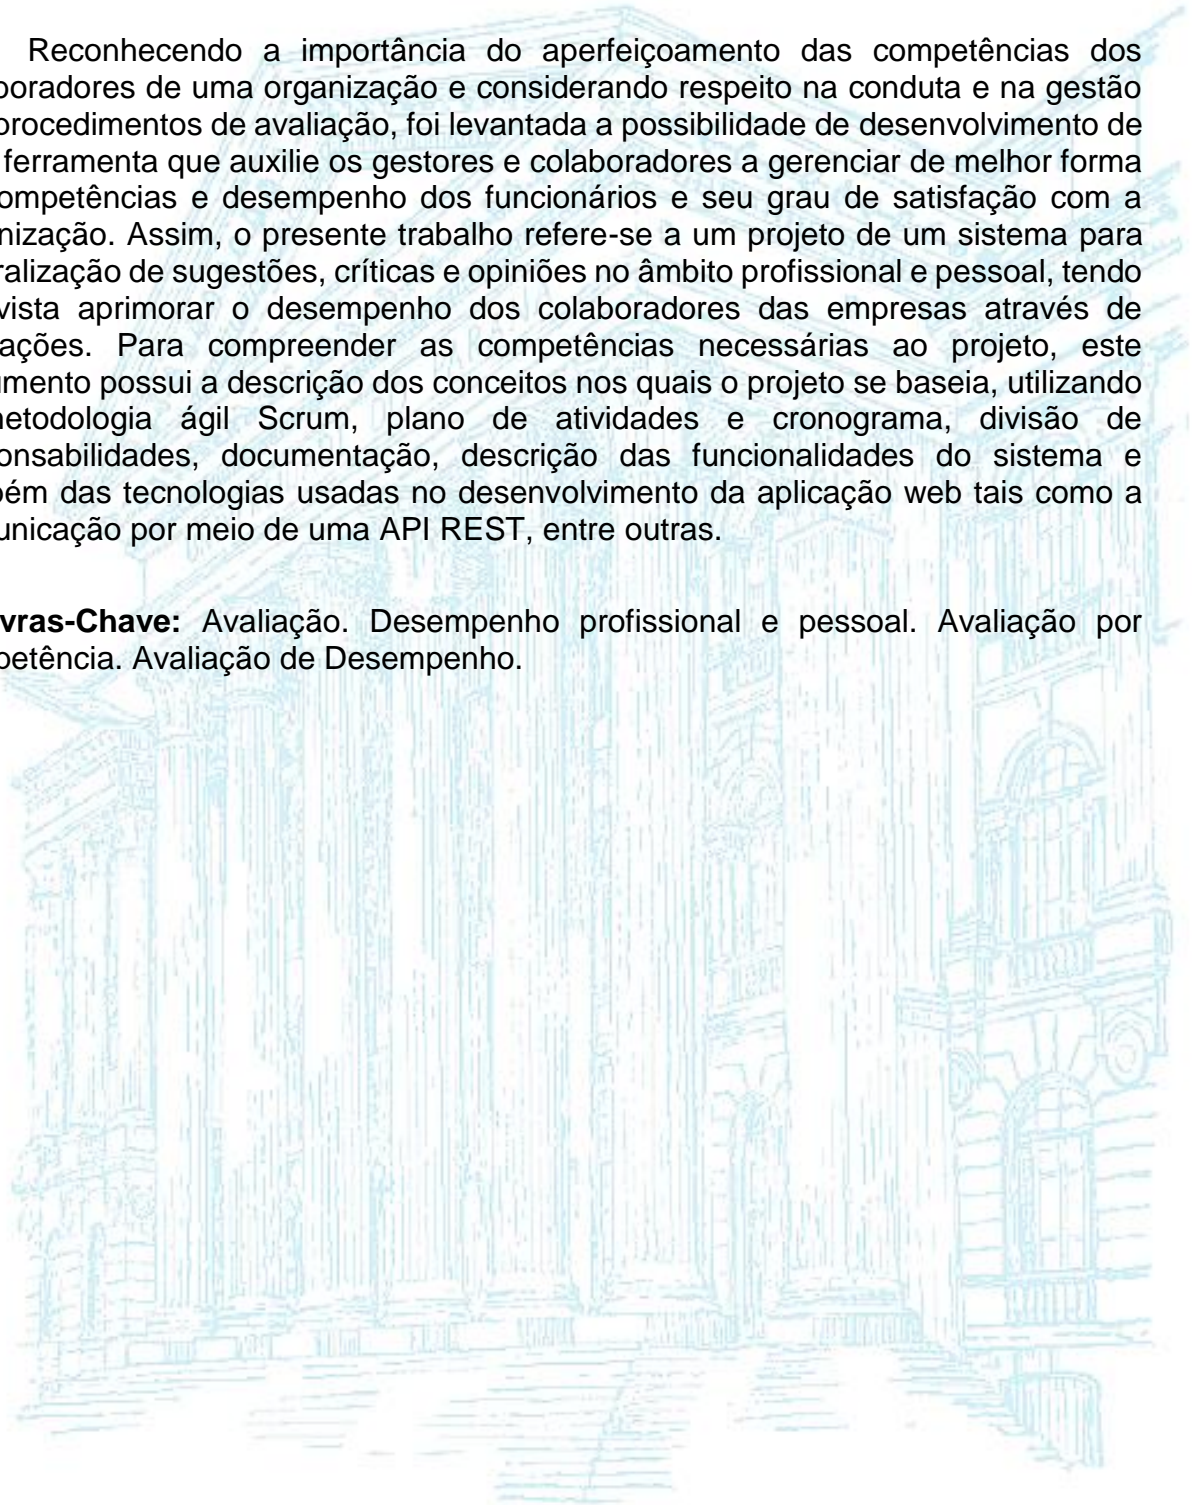 Reconhecendo a importância do aperfeiçoamento das competências dos
boradores de uma organização e considerando respeito na conduta e na gestão
procedimentos de avaliação, foi levantada a possibilidade de desenvolvimento de
ferramenta que auxilie os gestores e colaboradores a gerenciar de melhor forma
ompetências e desempenho dos funcionários e seu grau de satisfação com a
nização. Assim, o presente trabalho refere-se a um projeto de um sistema para
ralização de sugestões, críticas e opiniões no âmbito profissional e pessoal, tendo
vista aprimorar o desempenho dos colaboradores das empresas através de
ações. Para compreender as competências necessárias ao projeto, este
umento possui a descrição dos conceitos nos quais o projeto se baseia, utilizando
metodologia ágil Scrum, plano de atividades e cronograma, divisão de
onsabilidades, documentação, descrição das funcionalidades do sistema e
bém das tecnologias usadas no desenvolvimento da aplicação web tais como a
unicação por meio de uma API REST, entre outras.
vras-Chave: Avaliação. Desempenho profissional e pessoal. Avaliação por
petência. Avaliação de Desempenho.